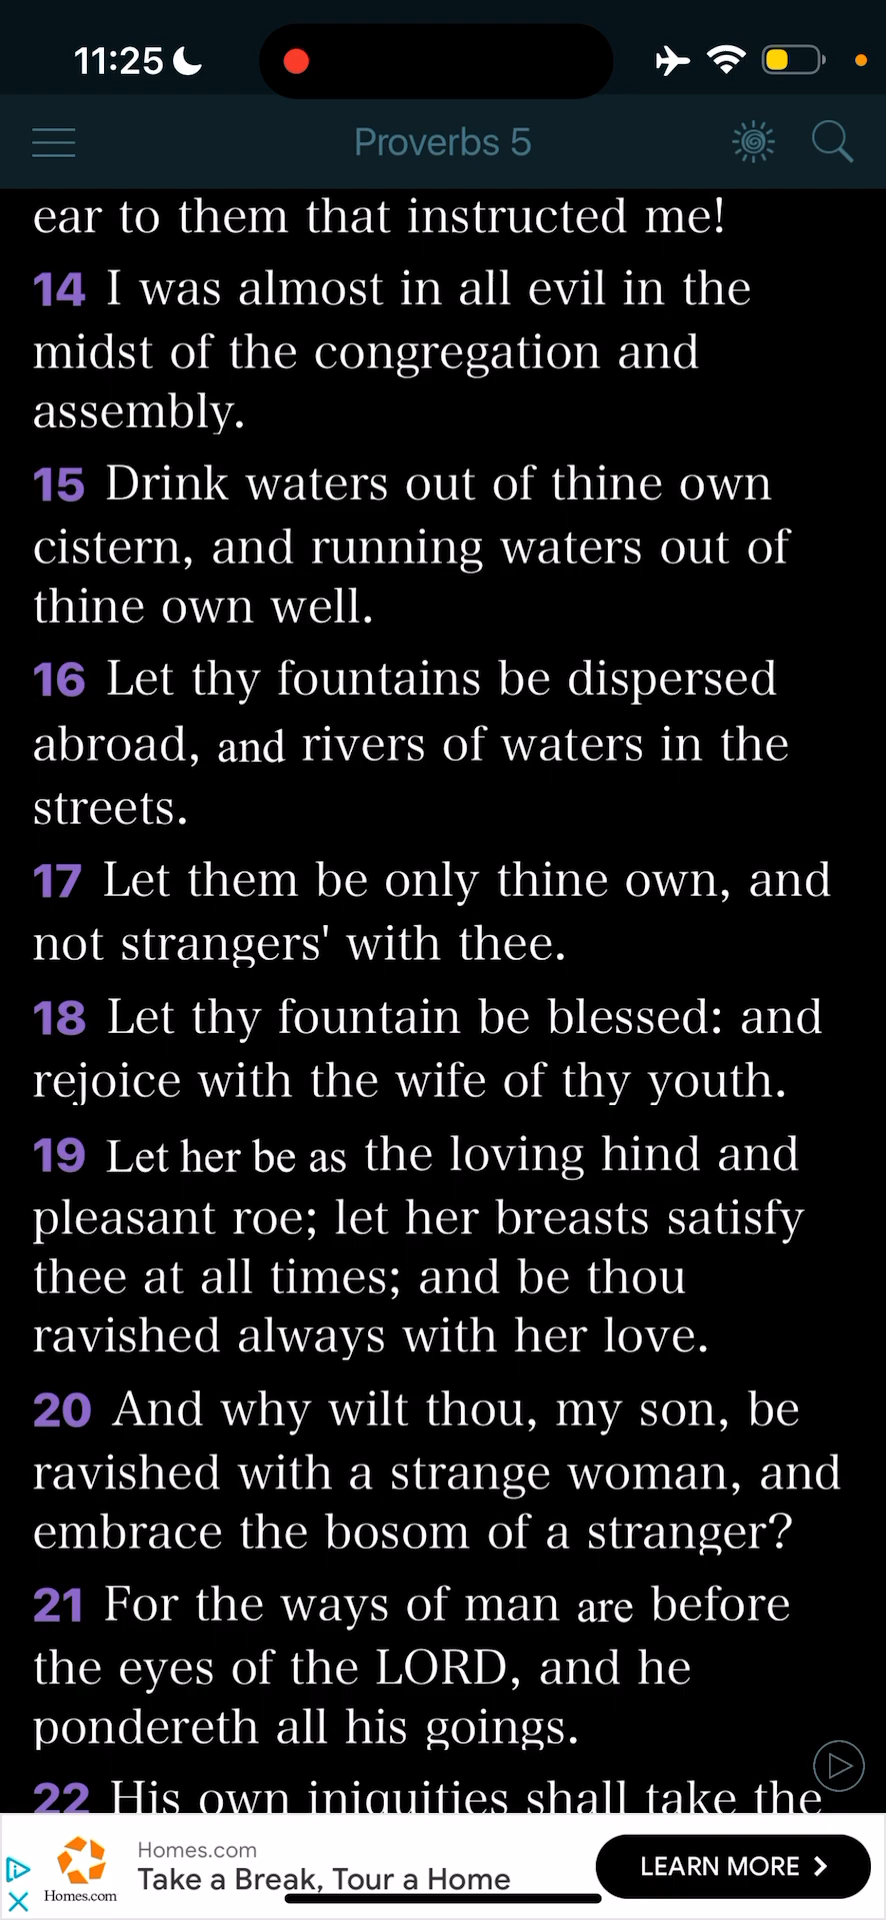 11:25
Proverbs 5
ear to them that instructed me!
14 I was almost in all evil in the
midst of the congregation and
assembly.
15 Drink waters out of thine own
cistern, and running waters out of
thine own well.
16 Let thy fountains be dispersed
abroad, and rivers of waters in the
streets.
17 Let them be only thine own, and
not strangers' with thee.
18 Let thy fountain be blessed: and
rejoice with the wife of thy youth.
19 Let her be as the loving hind and
pleasant roe; let her breasts satisfy
thee at all times; and be thou
ravished always with her love.
20 And why wilt thou, my son, be
ravished with a strange woman, and
embrace the bosom of a stranger?
21 For the ways of man are before
the eyes of the LORD, and he
pondereth all his goings.
22 His own iniquities shall take the
Homes.com
Take a Break, Tour a Home
LEARN MORE
Homes.com